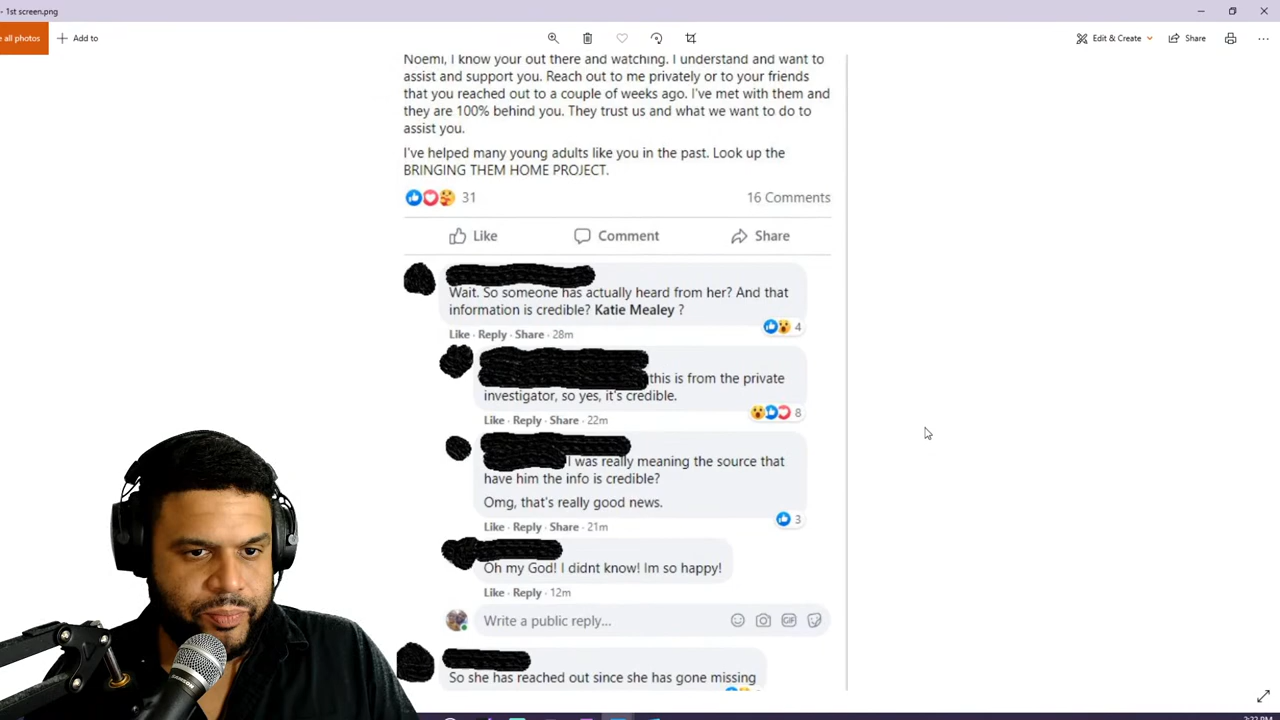 - 1st screen.png
e all photos
Add to
Edit & Create
Share
Noemi, I know your out there and watching. I understand and want to
assist and support you. Reach out to me privately or to your friends
that you reached out to a couple of weeks ago. I've met with them and
they are 100% behind you. They trust us and what we want to do to
assist you.
I've helped many young adults like you in the past. Look up the
BRINGING THEM HOME PROJECT.
31
16 Comments
Like
Comment
Share
Wait. So someone has actually heard from her? And that
information is credible? Katie Mealey ?
4
Like · Reply · Share · 28m
this is from the private
investigator, so yes, it's credible.
8
Like · Reply · Share · 22m
I was really meaning the source that
have him the info is credible?
Omg, that's really good news.
3
Like · Reply · Share · 21m
Oh my God! I didnt know! Im so happy!
Like · Reply · 12m
Write a public reply...
GIF
So she has reached out since she has gone missing
SAMSON